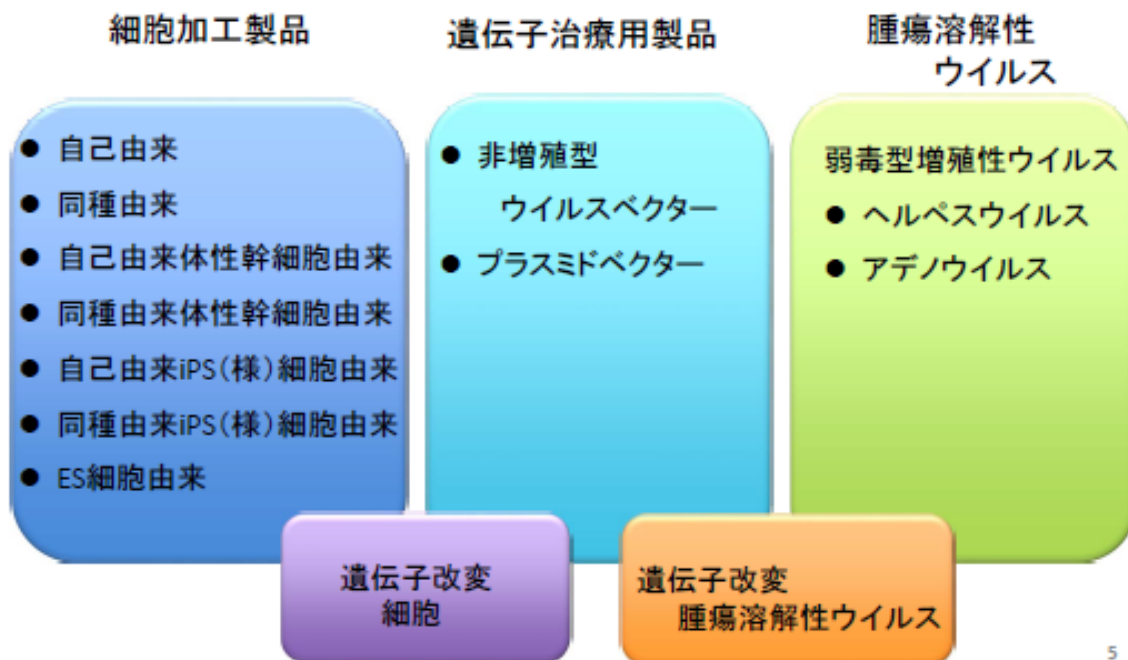 細胞加工製品
遺伝子治療用製品
腫瘍溶解性
ウイルス
● 自己由来
● 同種由来
● 自己由来体性幹細胞由来
● 同種由来体性幹細胞由来
● 自己由来iPS(様)細胞由来
● 同種由来iPS(様)細胞由来
● ES細胞由来
● 非増殖型
ウイルスベクター
● プラスミドベクター
弱毒型増殖性ウイルス
● ヘルペスウイルス
● アデノウイルス
遺伝子改変
細胞
遺伝子改変
腫瘍溶解性ウイルス
5